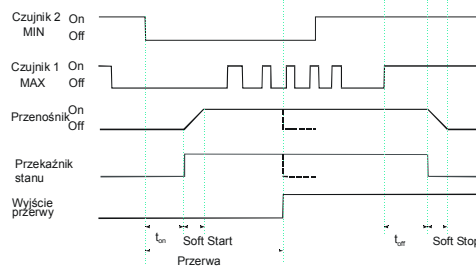 Czujnik 2 On
MIN Off
Czujnik 1 On
MAX Off
Przenośnik On
Off
Przekaźnik
stanu
Wyjście
przerwy
ton Soft Start toff Soft Stop
Przerwa